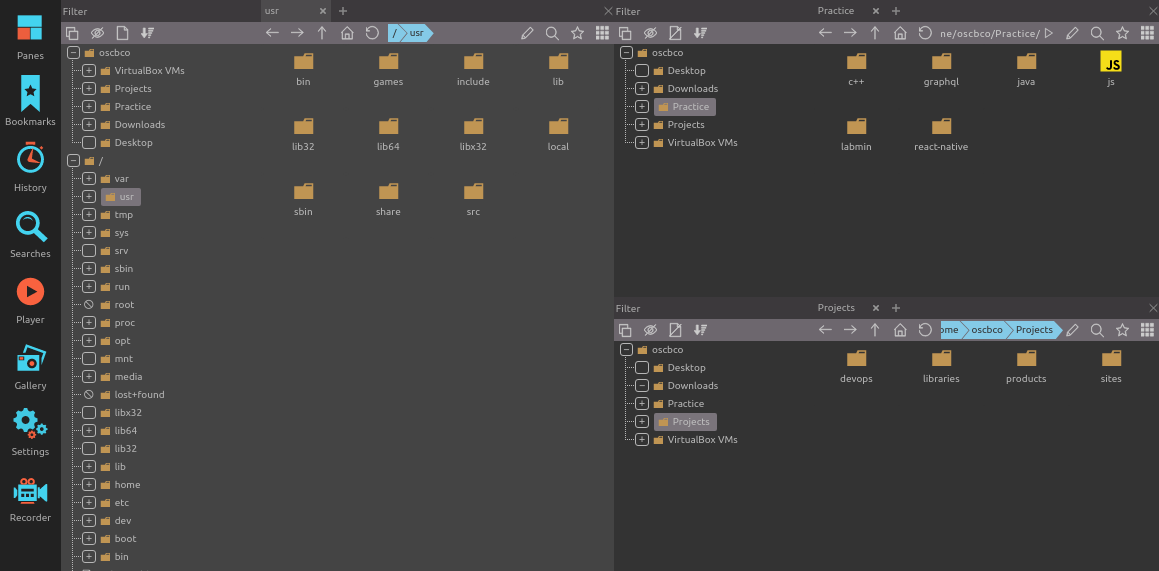 Panes
Bookmarks
History
Searches
Player
Gallery
Settings
Recorder
Filter
usr
/ usr
oscbco
VirtualBox VMs
Projects
Practice
Downloads
Desktop
/
var
usr
tmp
sys
srv
sbin
run
root
proc
opt
mnt
media
lost+found
libx32
lib64
lib32
lib
home
etc
dev
boot
bin
bin games include lib
lib32 lib64 libx32 local
sbin share src
Filter
Practice
ne/oscbco/Practice/
oscbco
Desktop
Downloads
Practice
Projects
VirtualBox VMs
c++ graphql java js
JS
labmin react-native
Filter
Projects
ome oscbco Projects
oscbco
Desktop
Downloads
Practice
Projects
VirtualBox VMs
devops libraries products sites